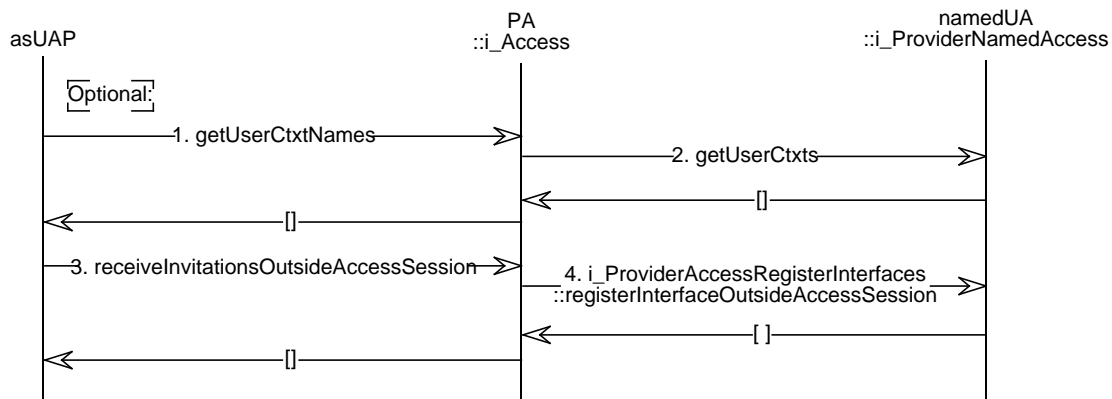 asUAP
PA
::i_Access
namedUA
::i_ProviderNamedAccess
Optional:
1. getUserCtxtNames
2. getUserCtxts
[]
[]
3. receiveInvitationsOutsideAccessSession
4. i_ProviderAccessRegisterInterfaces
::registerInterfaceOutsideAccessSession
[ ]
[]